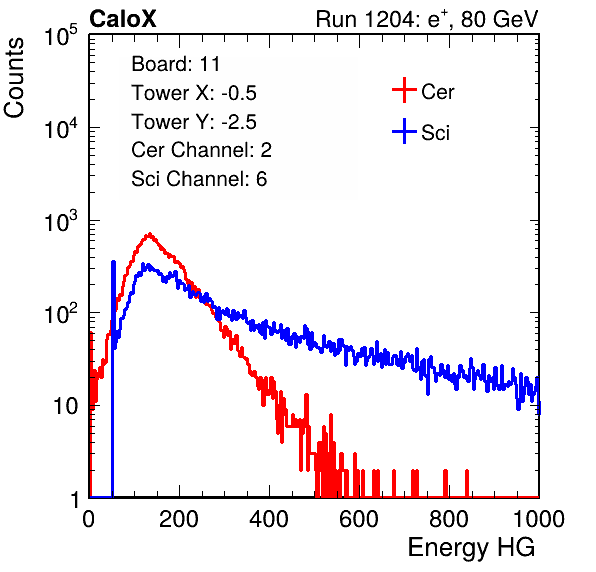 CaloX Run 1204: e⁺, 80 GeV
Counts
10⁵
10⁴
10³
10²
10
1
Board: 11
Tower X: -0.5
Tower Y: -2.5
Cer Channel: 2
Sci Channel: 6
Cer
Sci
0 200 400 600 800 1000
Energy HG